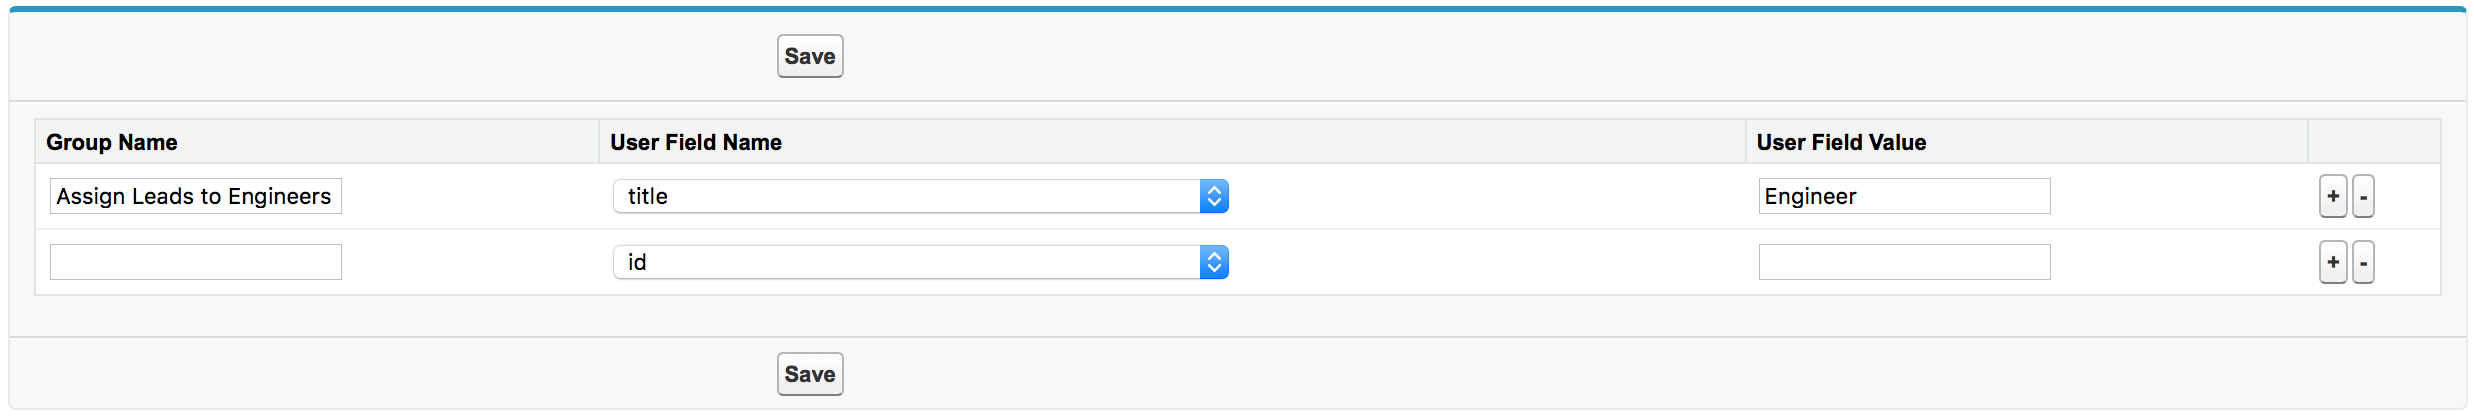 Save
Group Name User Field Name User Field Value
Assign Leads to Engineers title Engineer + -
id + -
Save